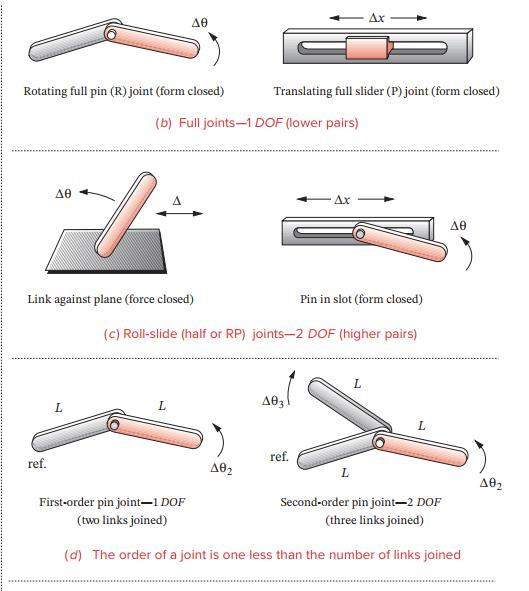 Δθ
Δx
Rotating full pin (R) joint (form closed)
Translating full slider (P) joint (form closed)
(b) Full joints—1 DOF (lower pairs)
Δθ
Δ
Δx
Δθ
Link against plane (force closed)
Pin in slot (form closed)
(c) Roll-slide (half or RP) joints—2 DOF (higher pairs)
L
L
ref.
Δθ2
Δθ3
L
L
ref.
L
Δθ2
First-order pin joint—1 DOF
(two links joined)
Second-order pin joint—2 DOF
(three links joined)
(d) The order of a joint is one less than the number of links joined